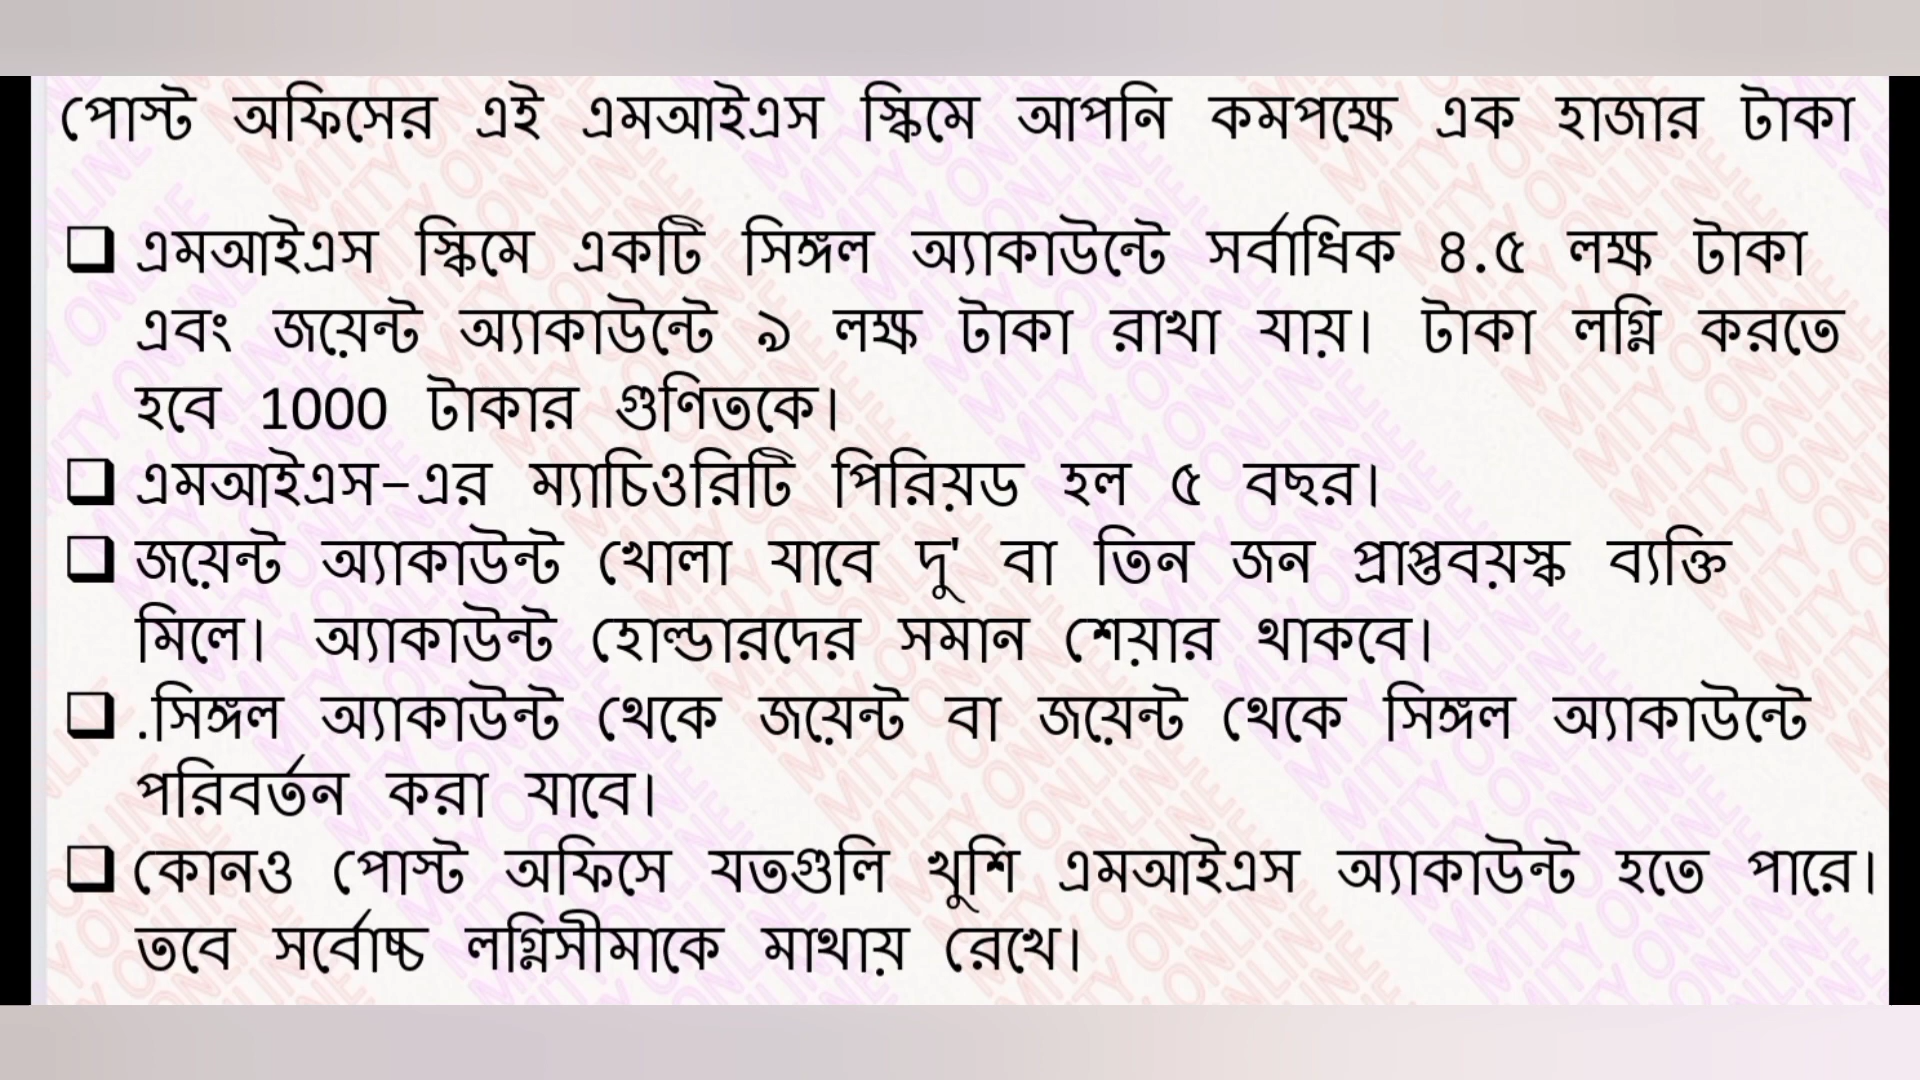 পোস্ট অফিসের এই এমআইএস স্কিমে আপনি কমপক্ষে এক হাজার টাকা
এমআইএস স্কিমে একটি সিঙ্গল অ্যাকাউন্টে সর্বাধিক ৪.৫ লক্ষ টাকা
এবং জয়েন্ট অ্যাকাউন্টে ৯ লক্ষ টাকা রাখা যায়। টাকা লগ্নি করতে
হবে 1000 টাকার গুণিতকে।
এমআইএস–এর ম্যাচিওরিটি পিরিয়ড হল ৫ বছর।
জয়েন্ট অ্যাকাউন্ট খোলা যাবে দু' বা তিন জন প্রাপ্তবয়স্ক ব্যক্তি
মিলে। অ্যাকাউন্ট হোল্ডারদের সমান শেয়ার থাকবে।
.সিঙ্গল অ্যাকাউন্ট থেকে জয়েন্ট বা জয়েন্ট থেকে সিঙ্গল অ্যাকাউন্টে
পরিবর্তন করা যাবে।
কোনও পোস্ট অফিসে যতগুলি খুশি এমআইএস অ্যাকাউন্ট হতে পারে।
তবে সর্বোচ্চ লগ্নিসীমাকে মাথায় রেখে।